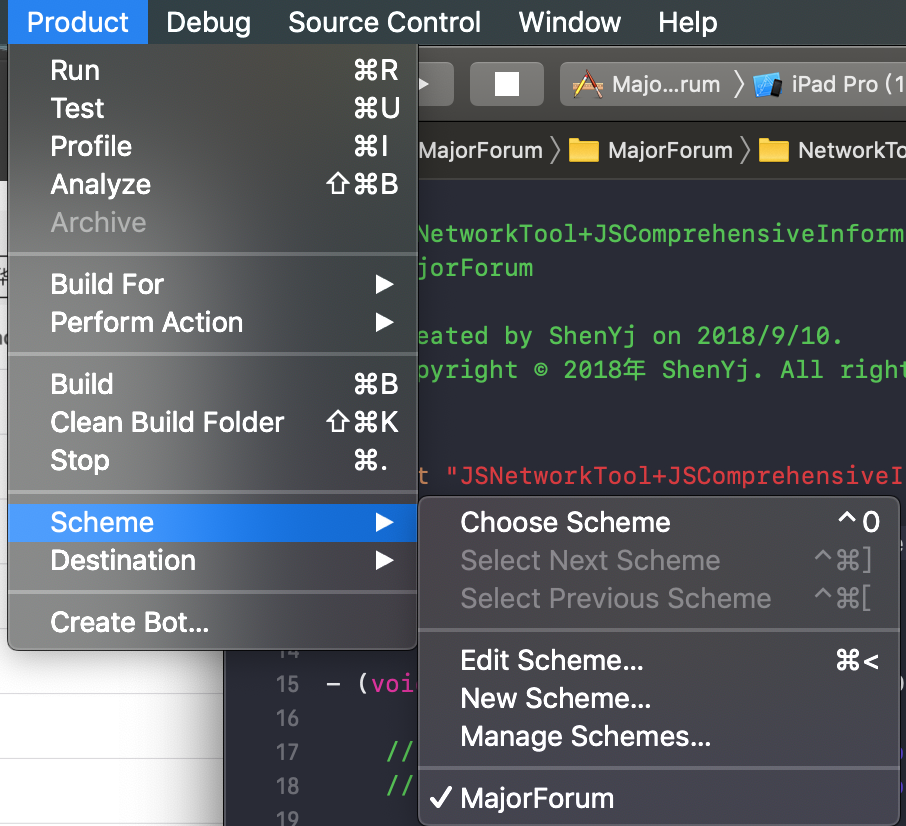 Product Debug Source Control Window Help
Run ⌘R
Test ⌘U
Profile ⌘I
Analyze ⇧⌘B
Archive
Build For ▶
Perform Action ▶
Build ⌘B
Clean Build Folder ⇧⌘K
Stop ⌘.
Scheme ▶
Destination ▶
Create Bot...
Majo...rum 〉 iPad Pro (1
MajorForum 〉 MajorForum 〉 NetworkTo
NetworkTool+JSComprehensiveInform
jorForum
eated by ShenYj on 2018/9/10.
pyright © 2018年 ShenYj. All right
t "JSNetworkTool+JSComprehensiveI
Choose Scheme ^0
Select Next Scheme ^⌘]
Select Previous Scheme ^⌘[
Edit Scheme... ⌘<
New Scheme...
Manage Schemes...
✓ MajorForum
14
15 - (voi
16
17 //
18 //
19